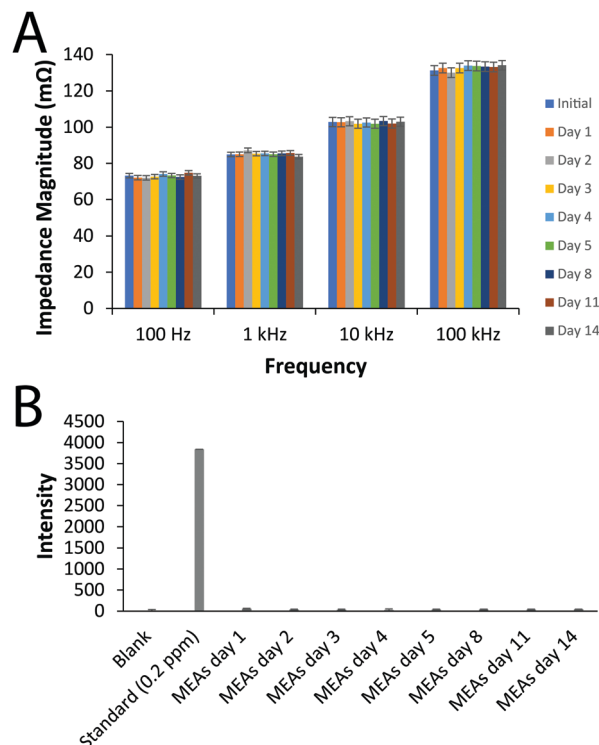 A
Impedance Magnitude (mΩ)
140
120
100
80
60
40
20
0
100 Hz
1 kHz
10 kHz
100 kHz
Frequency
Initial
Day 1
Day 2
Day 3
Day 4
Day 5
Day 8
Day 11
Day 14
B
Intensity
4500
4000
3500
3000
2500
2000
1500
1000
500
0
Blank
Standard (0.2 ppm)
MEAs day 1
MEAs day 2
MEAs day 3
MEAs day 4
MEAs day 5
MEAs day 8
MEAs day 11
MEAs day 14